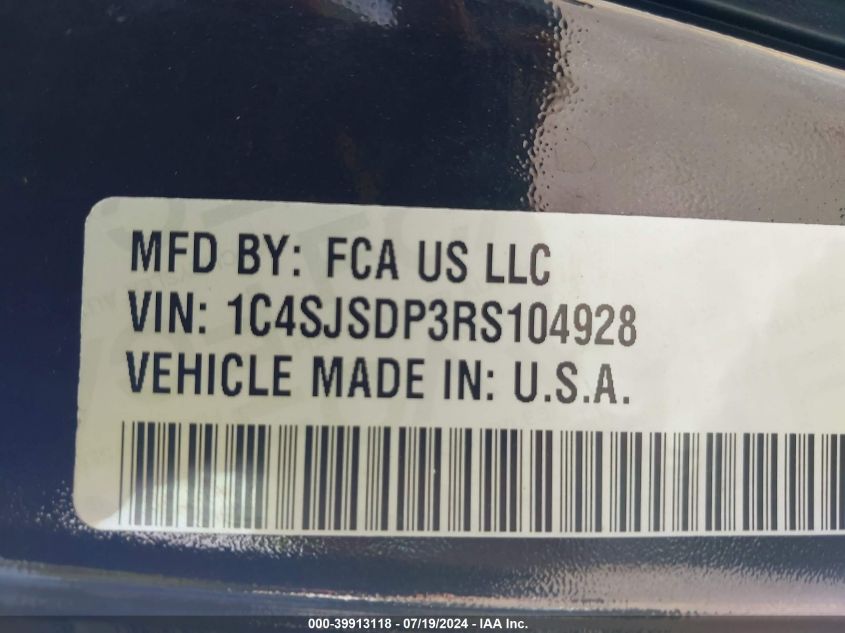 MFD BY: FCA US LLC
VIN: 1C4SJSDP3RS104928
VEHICLE MADE IN: U.S.A.
000-39913118 - 07/19/2024 - IAA Inc.